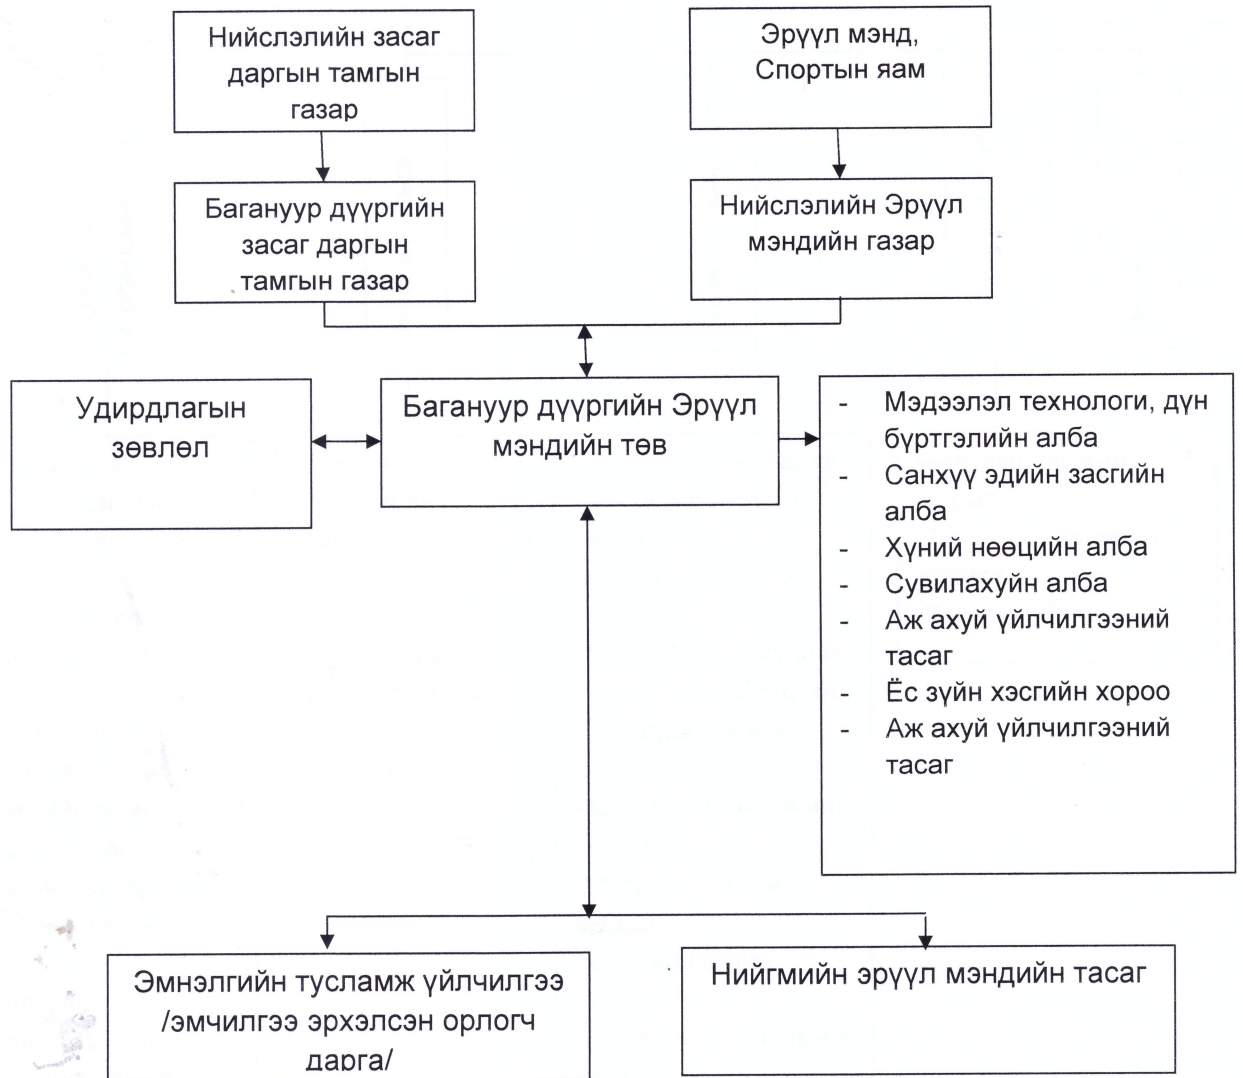 Нийслэлийн засаг
даргын тамгын
газар
Эрүүл мэнд,
Спортын яам
Багануур дүүргийн
засаг даргын
тамгын газар
Нийслэлийн Эрүүл
мэндийн газар
Удирдлагын
зөвлөл
Багануур дүүргийн Эрүүл
мэндийн төв
- Мэдээлэл технологи, дүн
бүртгэлийн алба
- Санхүү эдийн засгийн
алба
- Хүний нөөцийн алба
- Сувилахуйн алба
- Аж ахуй үйлчилгээний
тасаг
- Ёс зүйн хэсгийн хороо
- Аж ахуй үйлчилгээний
тасаг
Эмнэлгийн тусламж үйлчилгээ
/эмчилгээ эрхэлсэн орлогч
дарга/
Нийгмийн эрүүл мэндийн тасаг